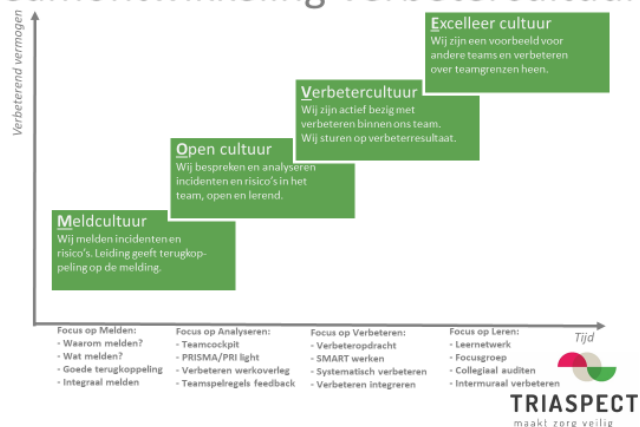 Verbeterend vermogen
Excelleer cultuur
Wij zijn een voorbeeld voor
andere teams en verbeteren
over teamgrenzen heen.
Verbetercultuur
Wij zijn actief bezig met
verbeteren binnen ons team.
Wij sturen op verbeterresultaat.
Open cultuur
Wij bespreken en analyseren
incidenten en risico's in het
team, open en lerend.
Meldcultuur
Wij melden incidenten en
risico's. Leiding geeft terugkop-
peling op de melding.
Tijd
Focus op Melden:
- Waarom melden?
- Wat melden?
- Goede terugkoppeling
- Integraal melden
Focus op Analyseren:
- Teamcockpit
- PRISMA/PRI light
- Verbeteren werkoverleg
- Teamspelregels feedback
Focus op Verbeteren:
- Verbeteropdracht
- SMART werken
- Systematisch verbeteren
- Verbeteren integreren
Focus op Leren:
- Leernetwerk
- Focusgroep
- Collegiaal auditen
- Intermuraal verbeteren
TRIASPECT
maakt zorg veilig